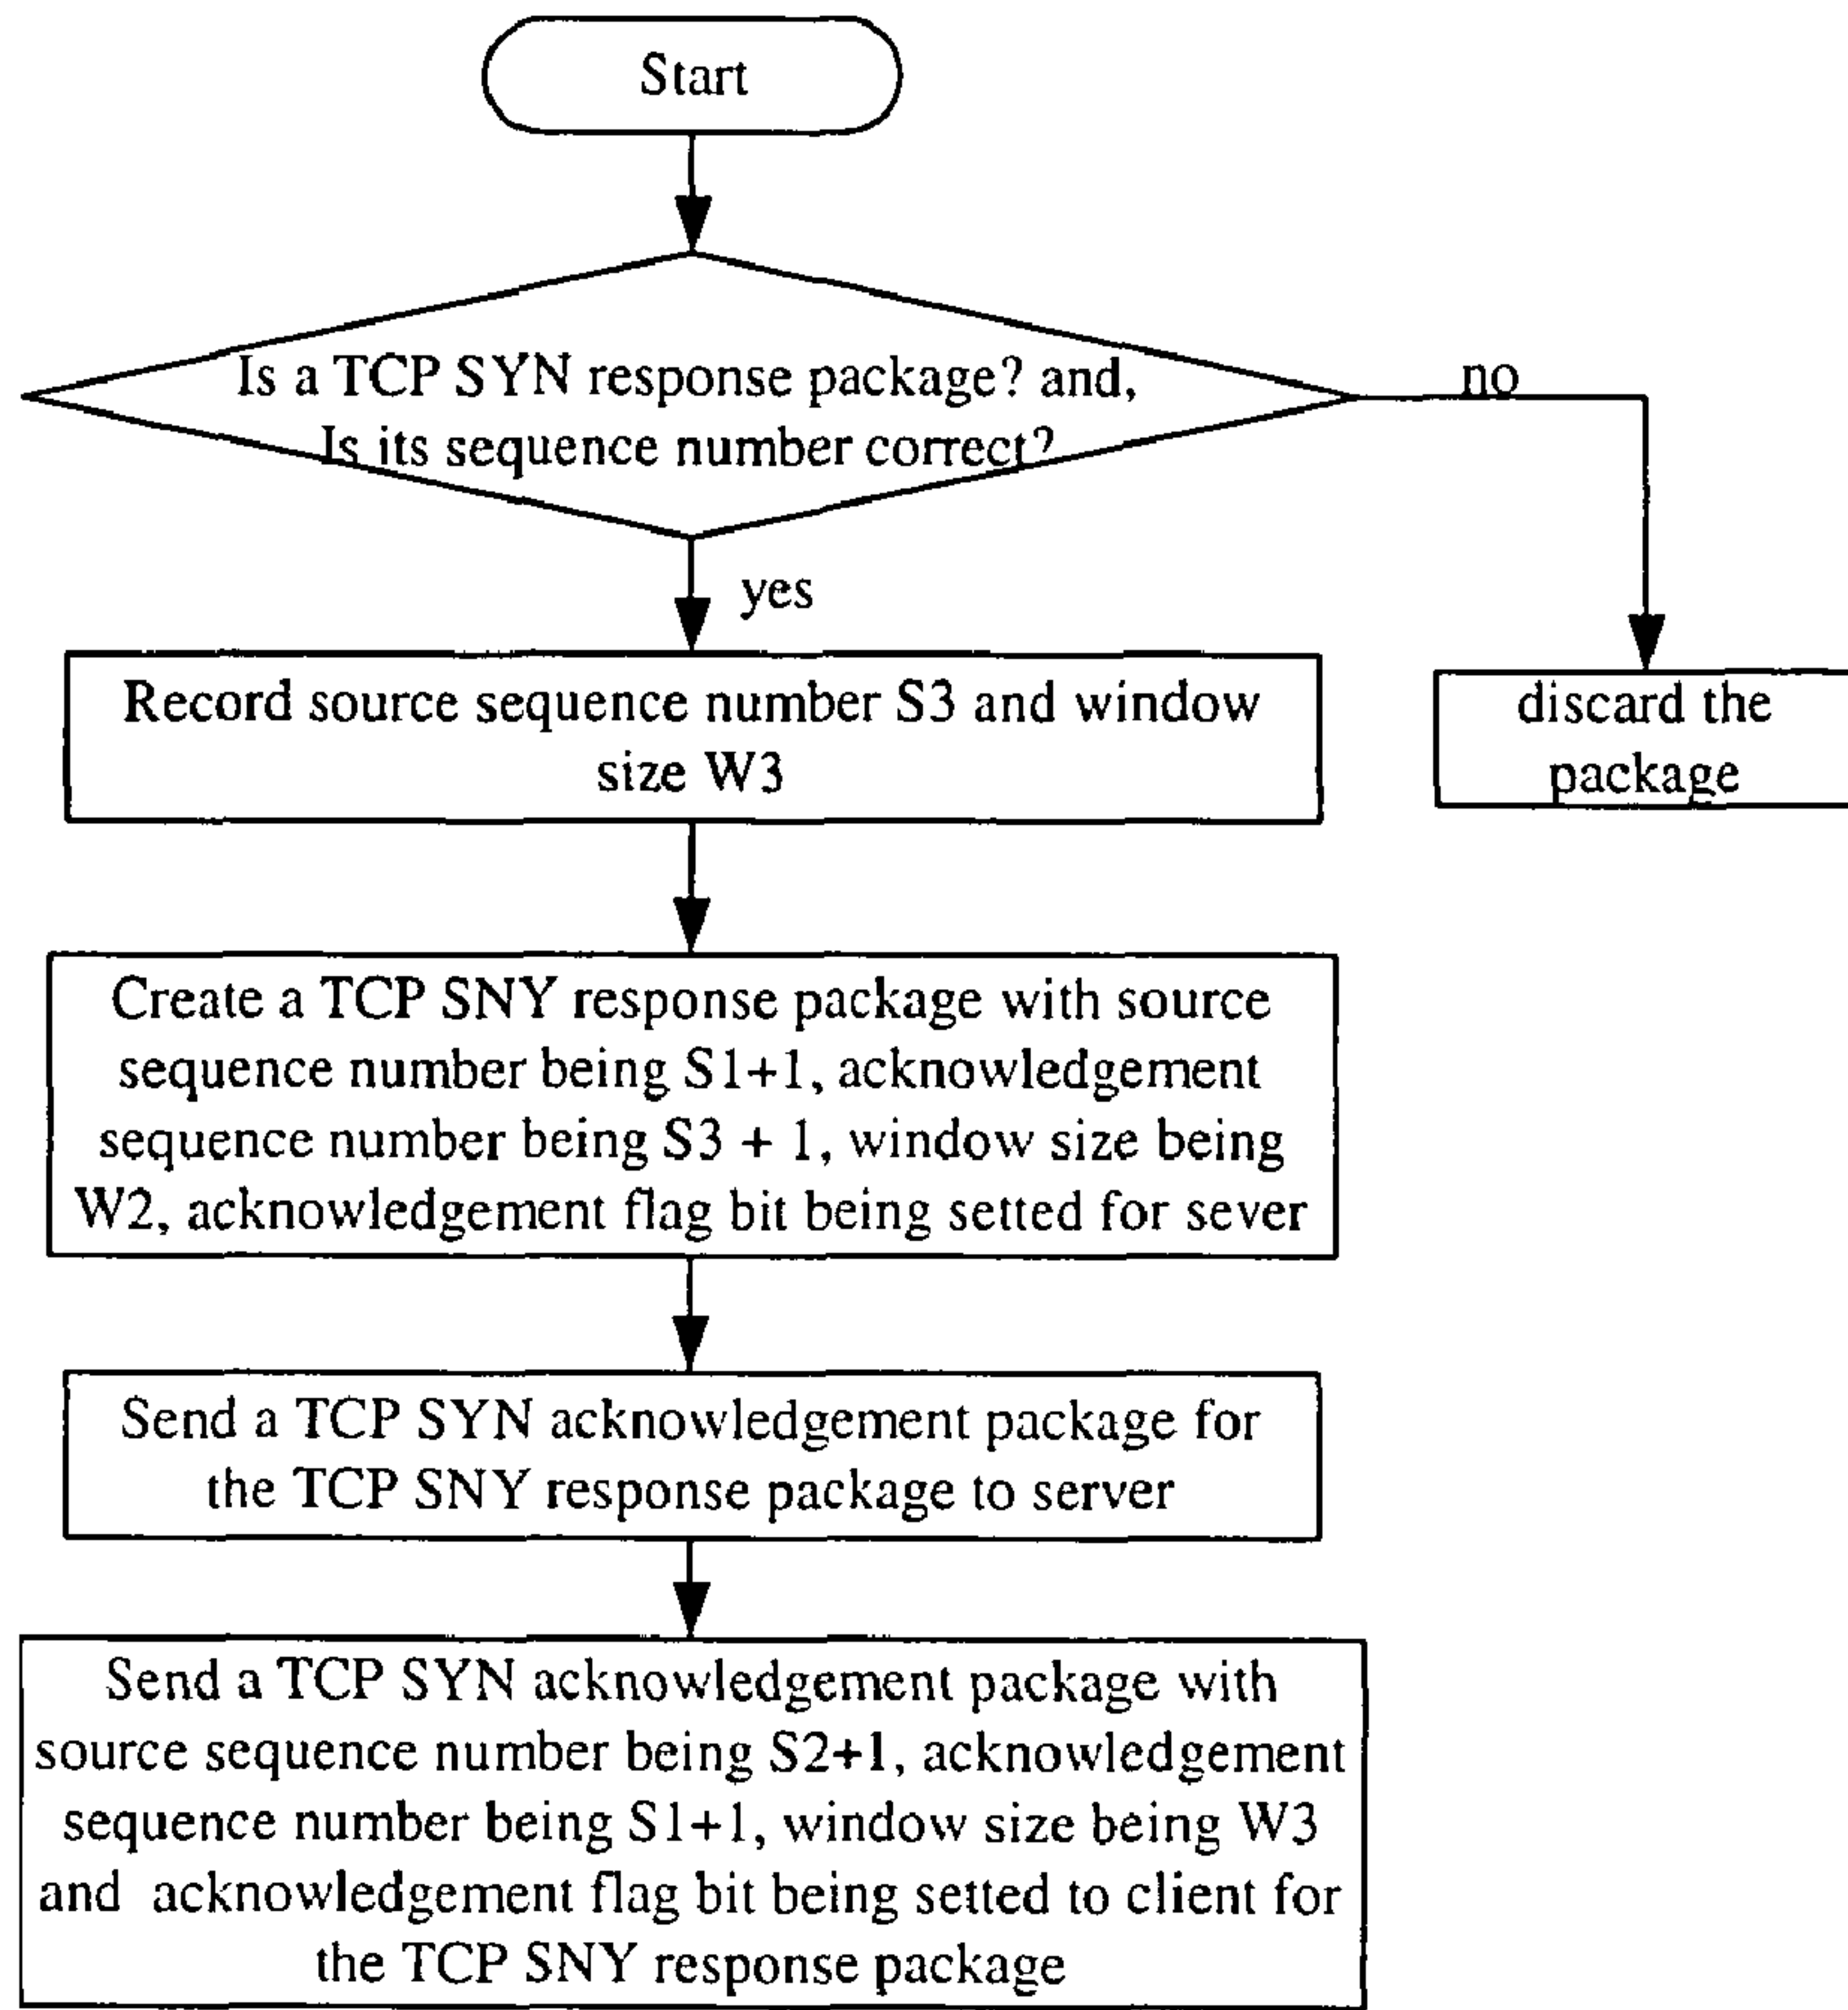 Start
Is a TCP SYN response package? and,
Is its sequence number correct?
no
yes
Record source sequence number S3 and window
size W3
discard the
package
Create a TCP SNY response package with source
sequence number being S1+1, acknowledgement
sequence number being S3 + 1, window size being
W2, acknowledgement flag bit being setted for sever
Send a TCP SYN acknowledgement package for
the TCP SNY response package to server
Send a TCP SYN acknowledgement package with
source sequence number being S2+1, acknowledgement
sequence number being S1+1, window size being W3
and acknowledgement flag bit being setted to client for
the TCP SNY response package